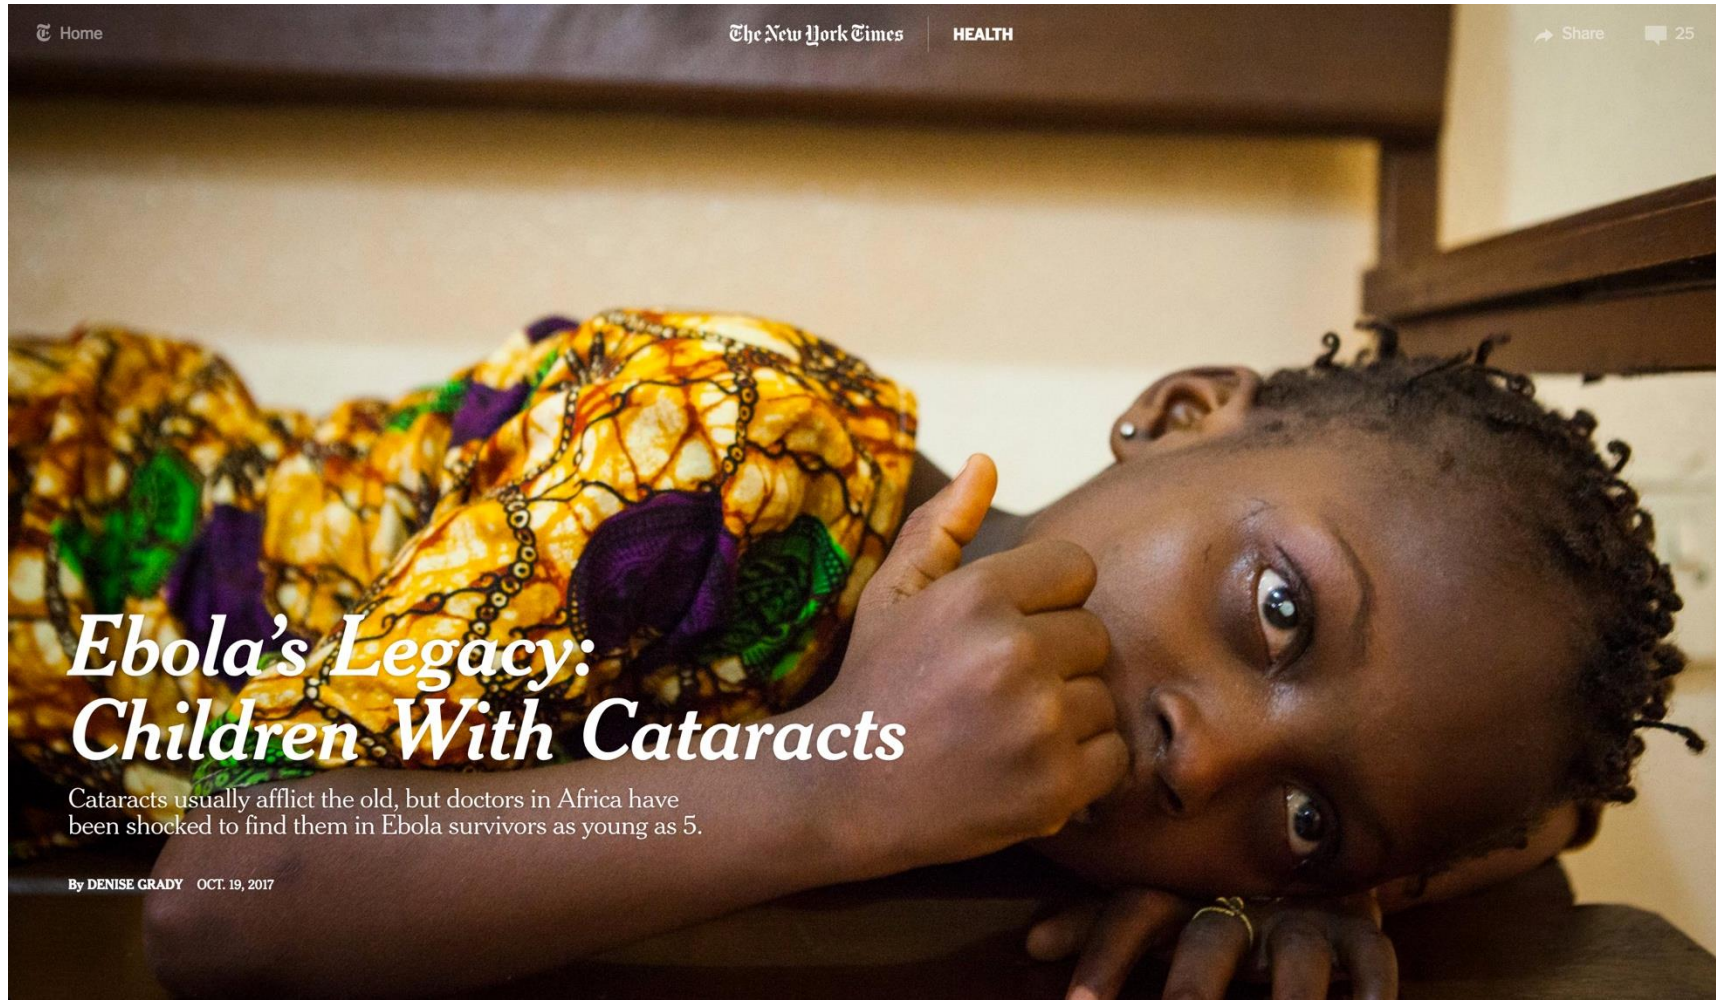 Home
The New York Times
HEALTH
Share
25
Ebola's Legacy:
Children With Cataracts
Cataracts usually afflict the old, but doctors in Africa have
been shocked to find them in Ebola survivors as young as 5.
By DENISE GRADY OCT. 19, 2017